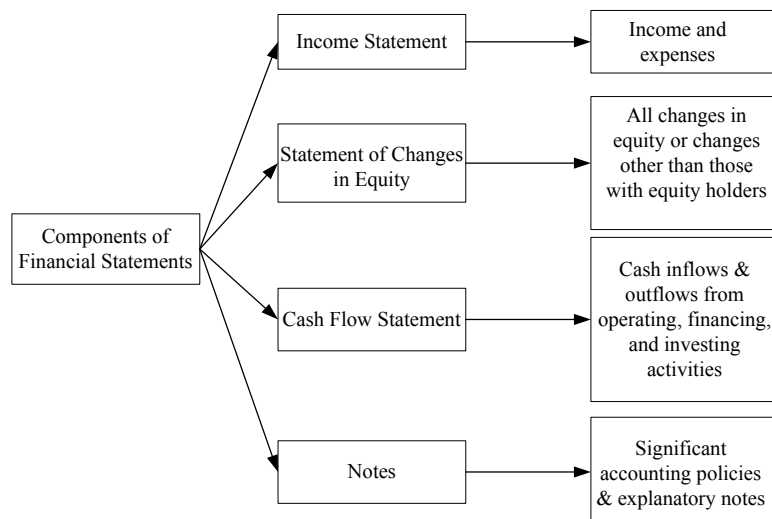 Components of
Financial Statements
Income Statement
Income and
expenses
Statement of Changes
in Equity
All changes in
equity or changes
other than those
with equity holders
Cash Flow Statement
Cash inflows &
outflows from
operating, financing,
and investing
activities
Notes
Significant
accounting policies
& explanatory notes